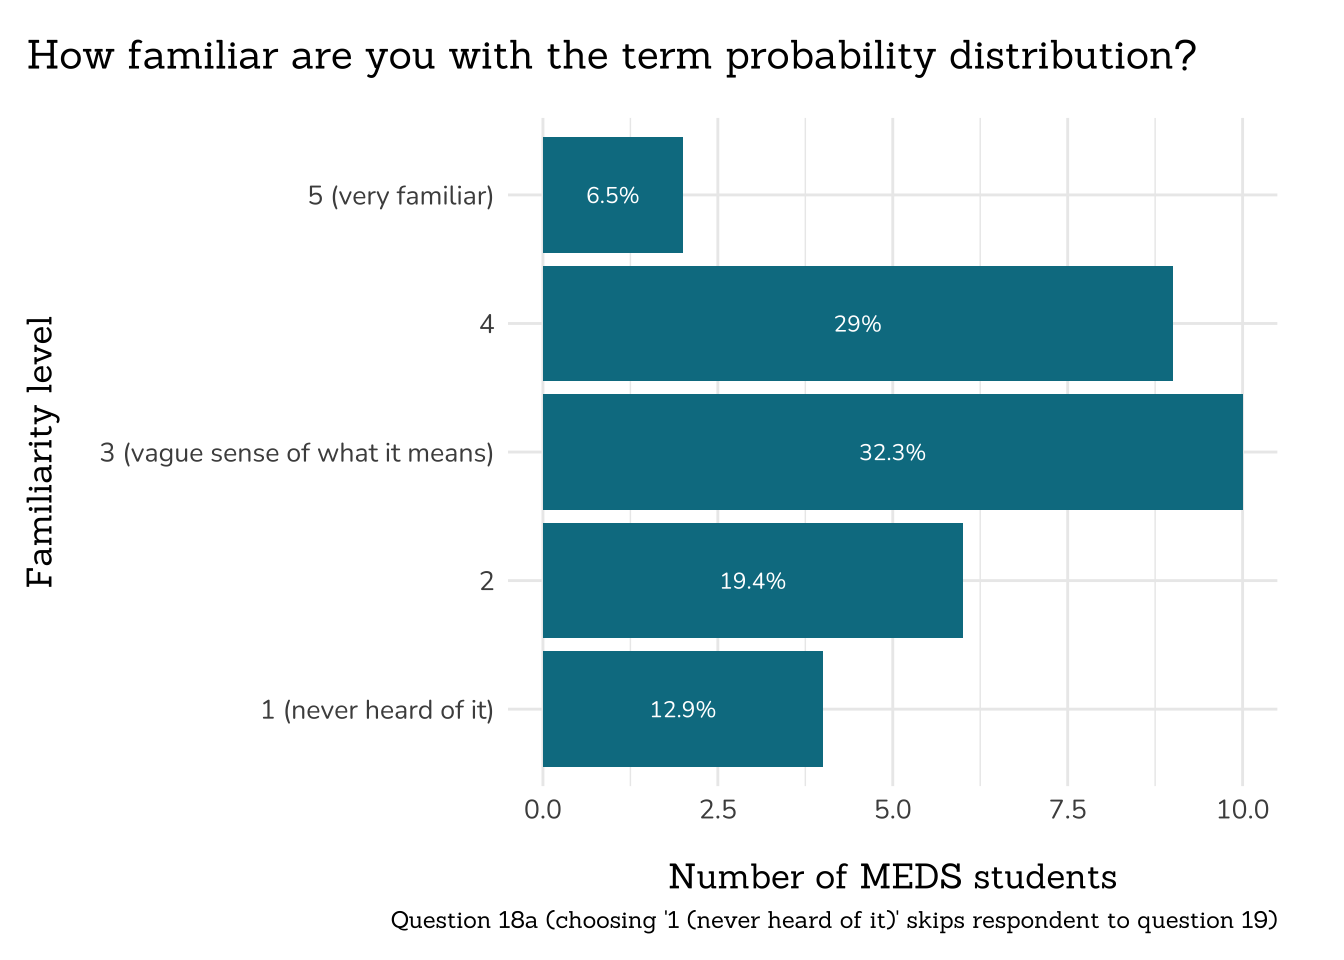 How familiar are you with the term probability distribution?
Familiarity level
5 (very familiar)
6.5%
4
29%
3 (vague sense of what it means)
32.3%
2
19.4%
1 (never heard of it)
12.9%
0.0 2.5 5.0 7.5 10.0
Number of MEDS students
Question 18a (choosing '1 (never heard of it)' skips respondent to question 19)